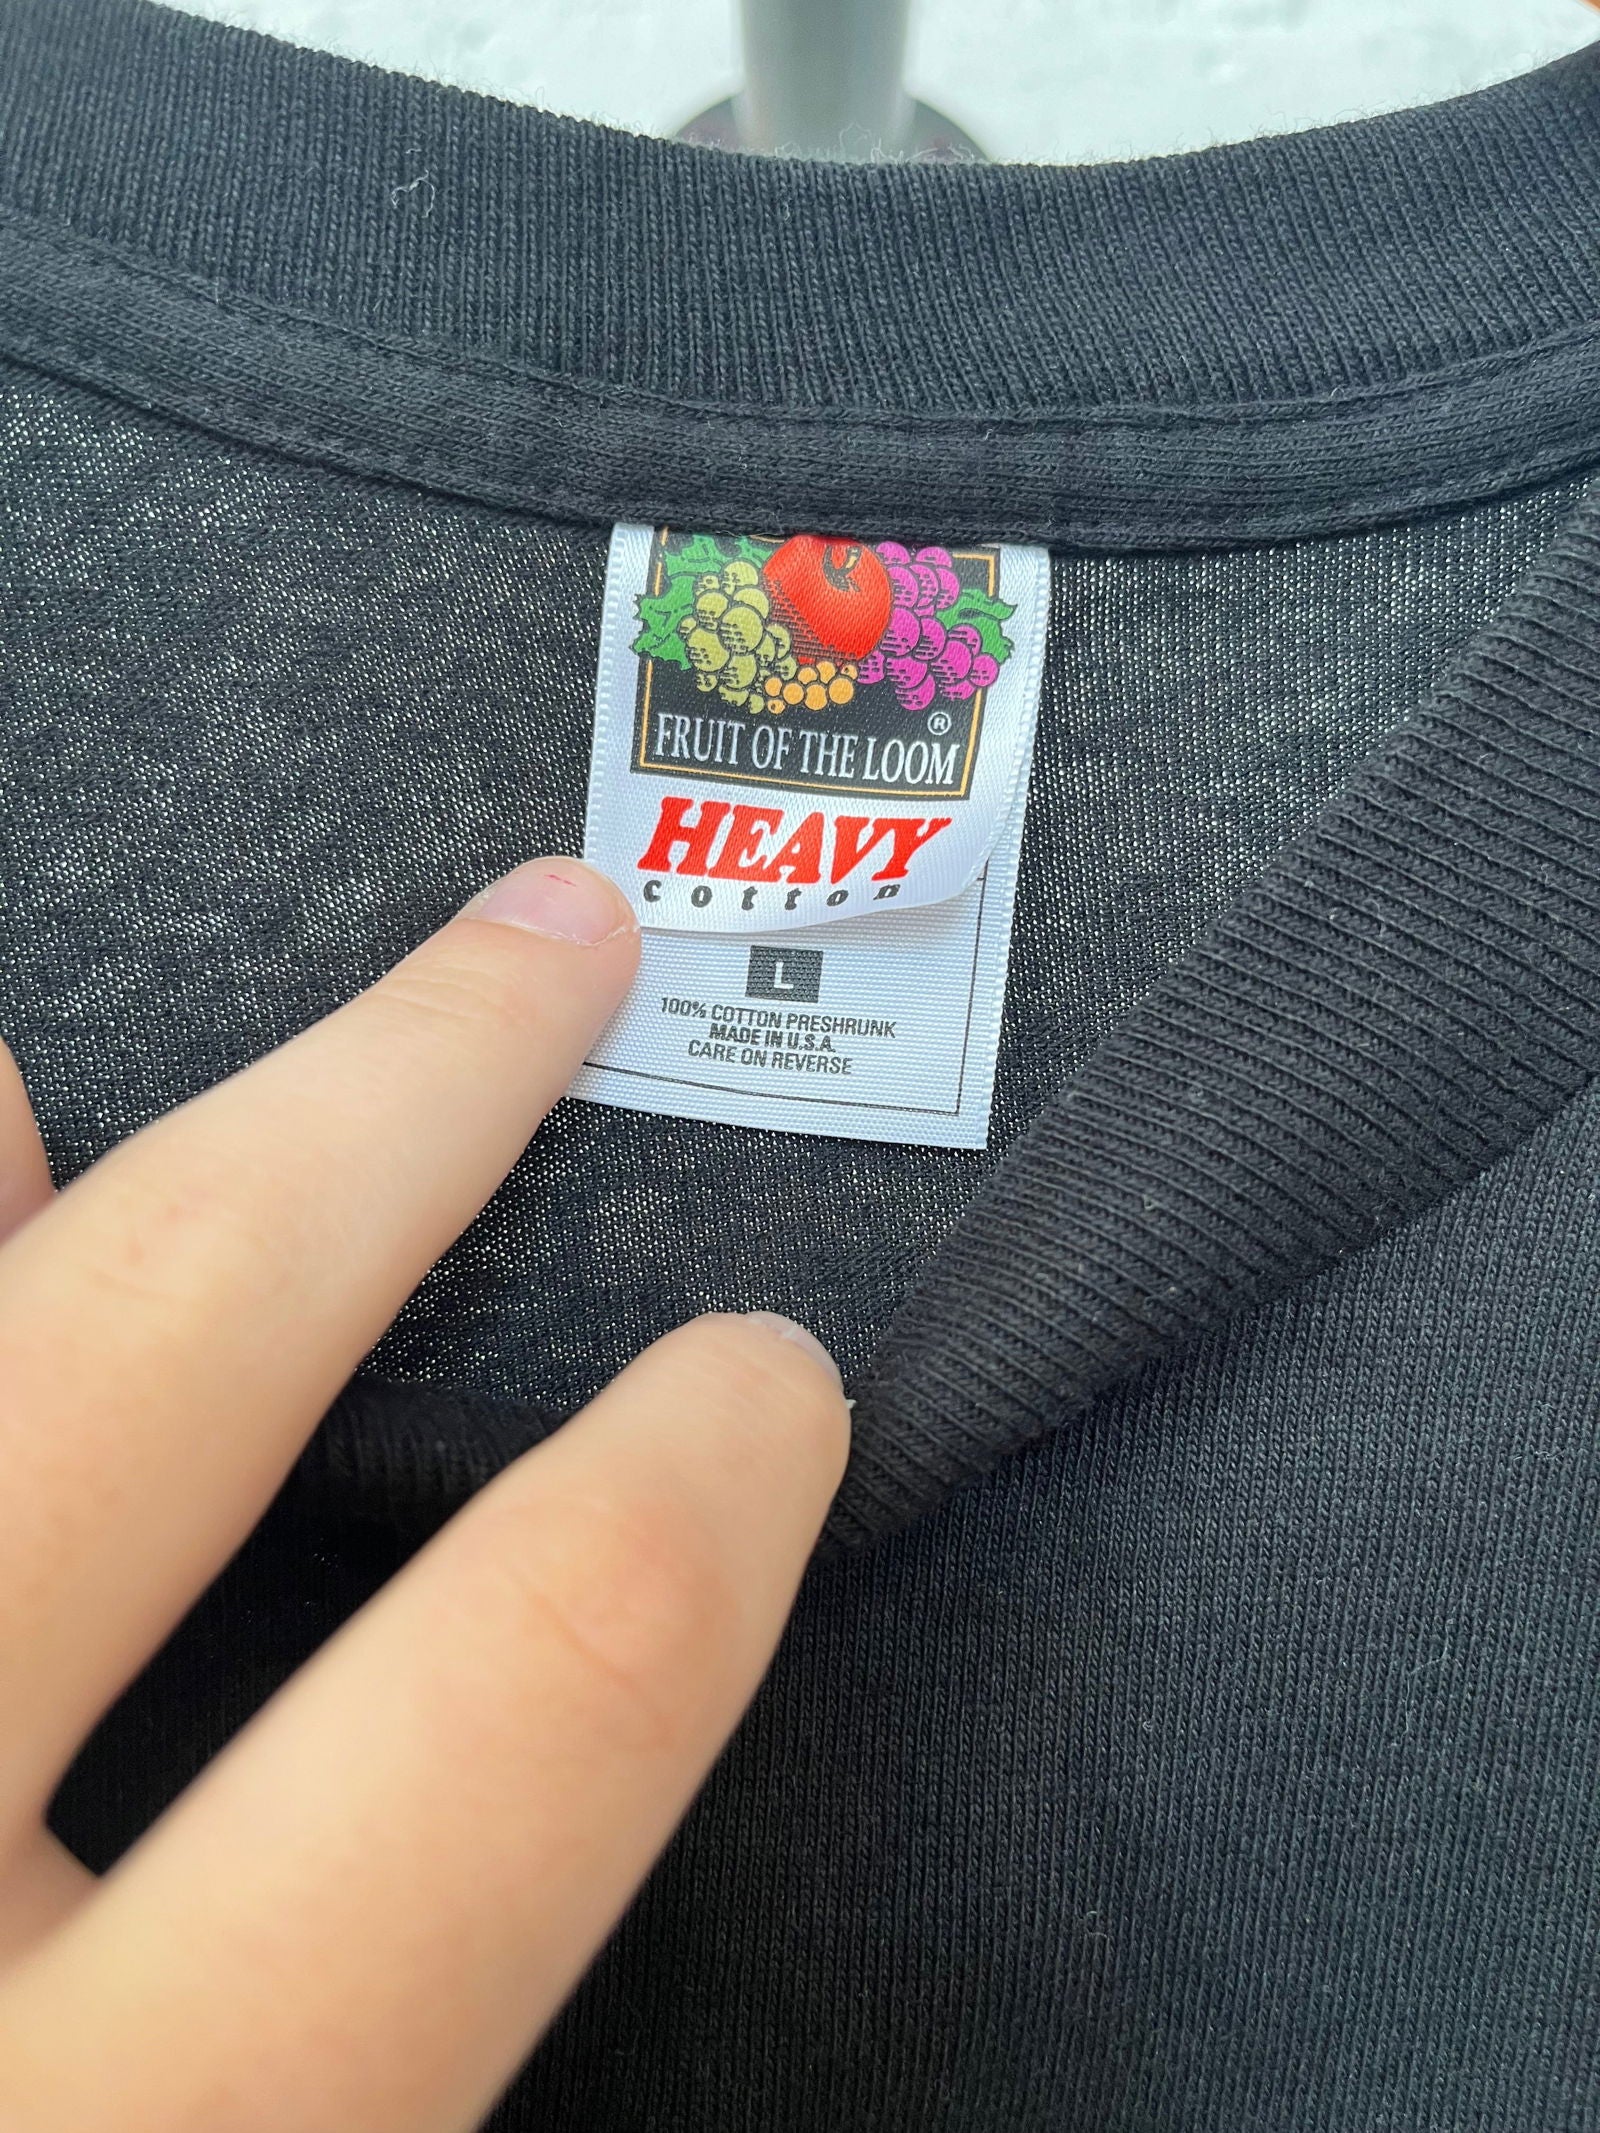 ®
FRUIT OF THE LOOM
HEAVY
cotton
L
100% COTTON PRESHRUNK
MADE IN U.S.A.
CARE ON REVERSE